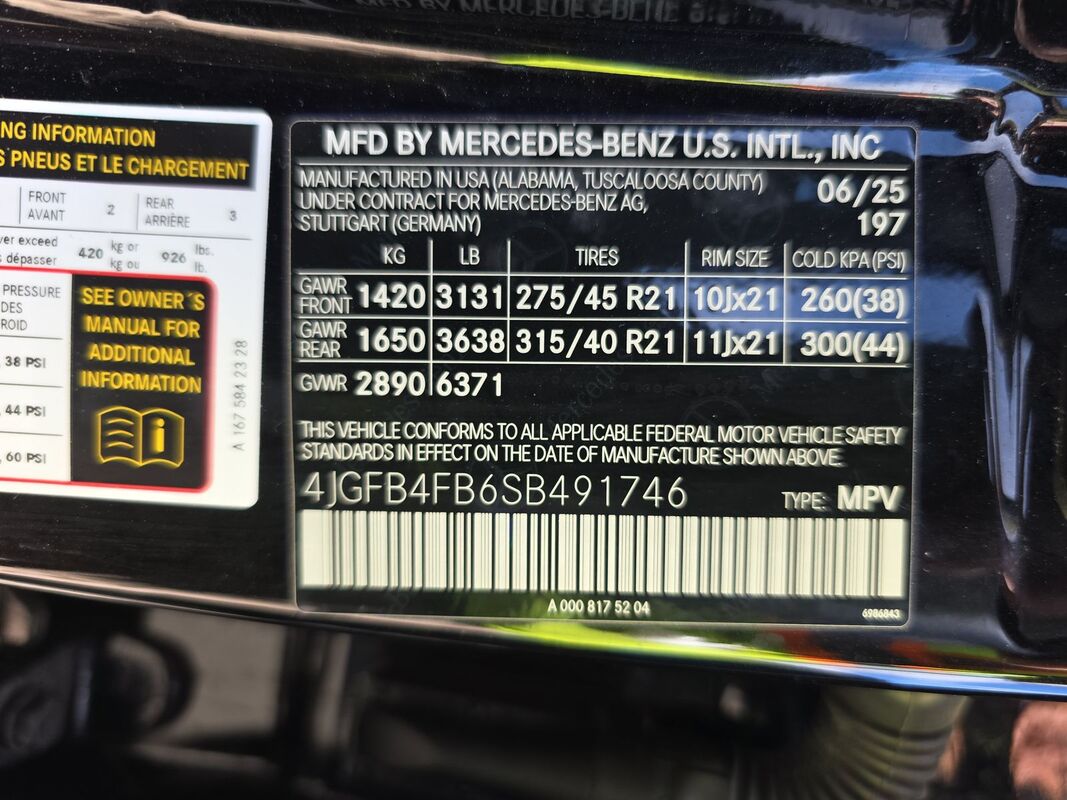 NG INFORMATION
S PNEUS ET LE CHARGEMENT
FRONT
AVANT
2
REAR
ARRIÈRE
3
ver exceed
s dépasser
420
kg or
kg ou
926
lbs.
lb.
PRESSURE
DES
ROID
, 38 PSI
, 44 PSI
, 60 PSI
SEE OWNER´S
MANUAL FOR
ADDITIONAL
INFORMATION
A 167 584 23 28
MFD BY MERCEDES-BENZ U.S. INTL., INC
MANUFACTURED IN USA (ALABAMA, TUSCALOOSA COUNTY)
UNDER CONTRACT FOR MERCEDES-BENZ AG,
STUTTGART (GERMANY)
06/25
197
KG LB TIRES RIM SIZE COLD KPA (PSI)
GAWR FRONT 1420 3131 275/45 R21 10Jx21 260(38)
GAWR REAR 1650 3638 315/40 R21 11Jx21 300(44)
GVWR 2890 6371
THIS VEHICLE CONFORMS TO ALL APPLICABLE FEDERAL MOTOR VEHICLE SAFETY
STANDARDS IN EFFECT ON THE DATE OF MANUFACTURE SHOWN ABOVE.
4JGFB4FB6SB491746
TYPE: MPV
A 000 817 52 04
6986843